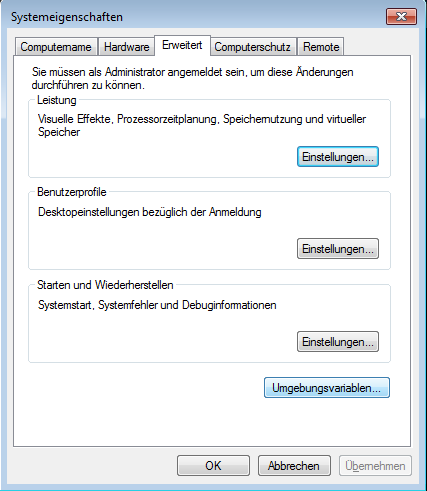 Systemeigenschaften
Computername Hardware Erweitert Computerschutz Remote
Sie müssen als Administrator angemeldet sein, um diese Änderungen
durchführen zu können.
Leistung
Visuelle Effekte, Prozessorzeitplanung, Speichernutzung und virtueller
Speicher
Einstellungen...
Benutzerprofile
Desktopeinstellungen bezüglich der Anmeldung
Einstellungen...
Starten und Wiederherstellen
Systemstart, Systemfehler und Debuginformationen
Einstellungen...
Umgebungsvariablen...
OK Abbrechen Übernehmen